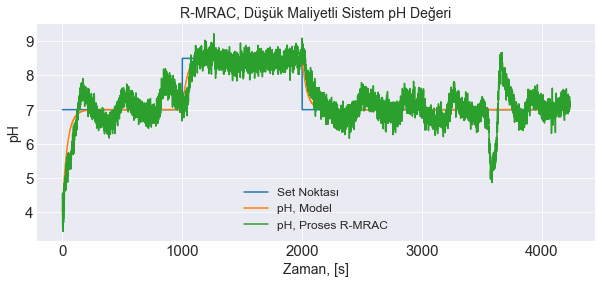 R-MRAC, Düşük Maliyetli Sistem pH Değeri
9
8
7
6
5
4
pH
Set Noktası
pH, Model
pH, Proses R-MRAC
0 1000 2000 3000 4000
Zaman, [s]